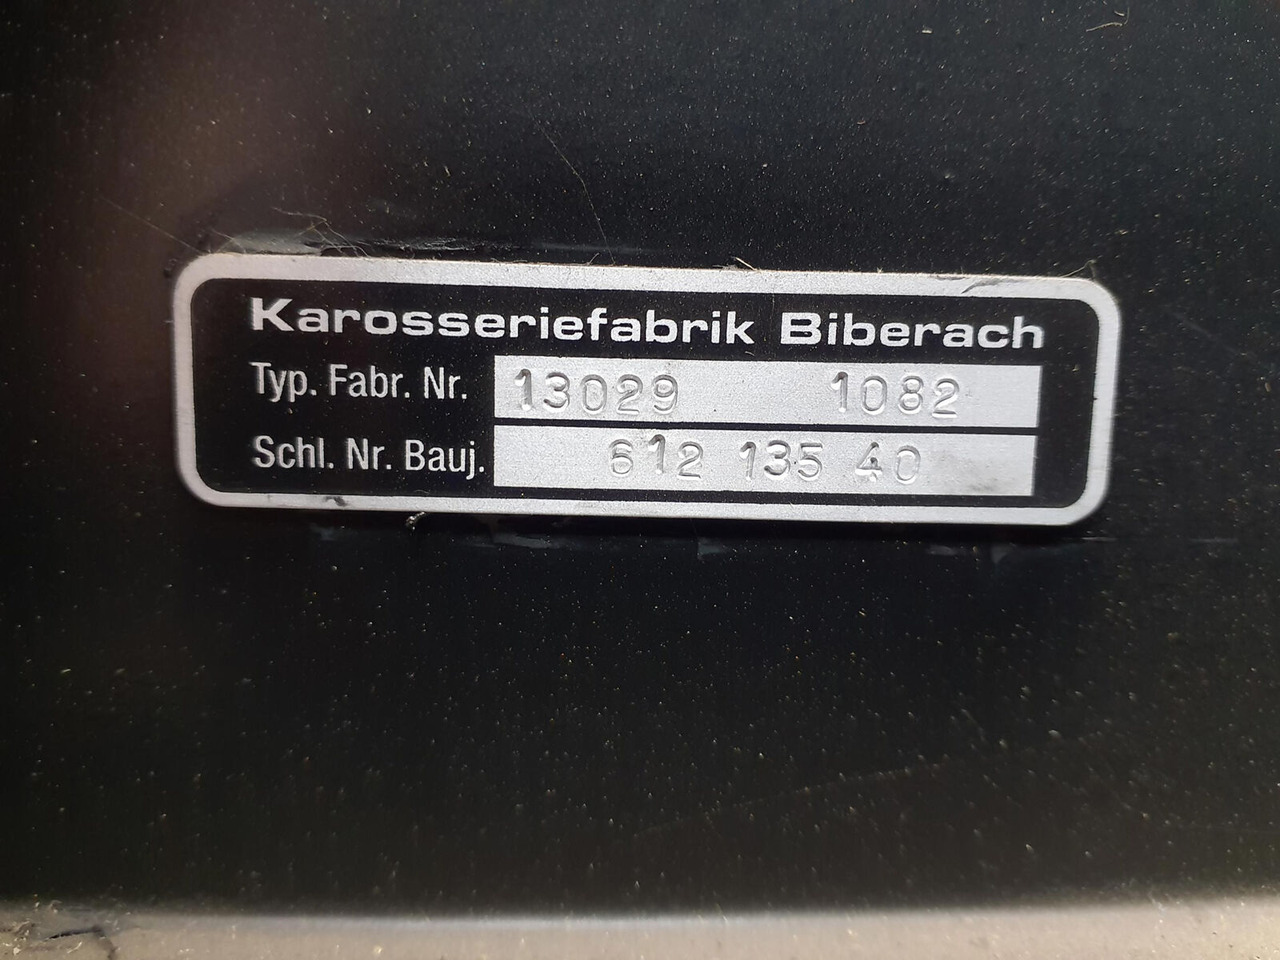 Karosseriefabrik Biberach
Typ. Fabr. Nr. 13029 1082
Schl. Nr. Bauj. 612 135 40